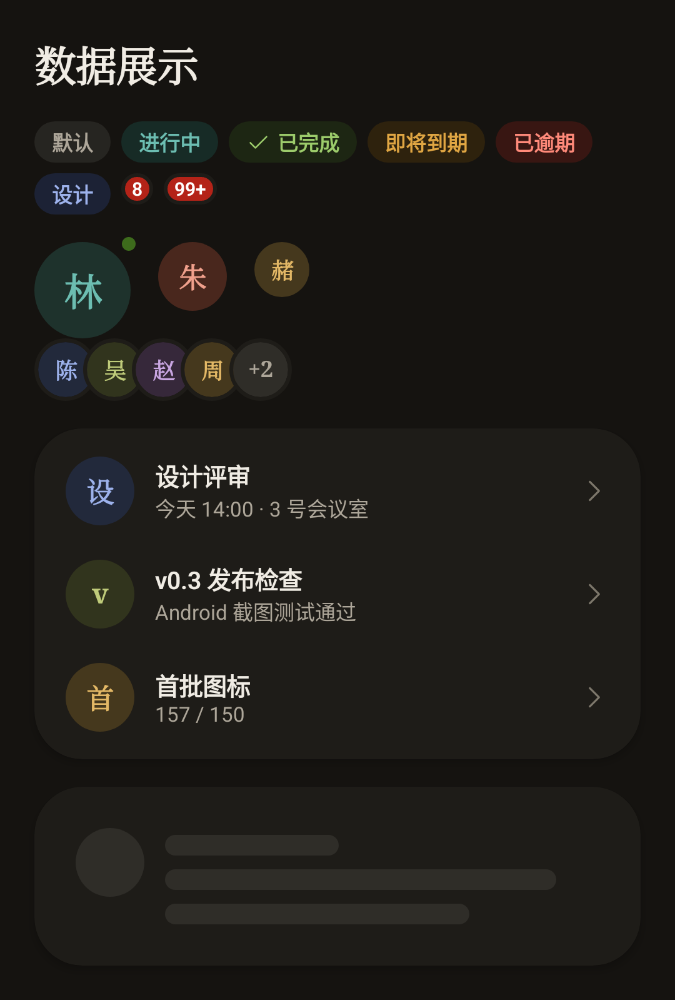 数据展示
默认 进行中 已完成 即将到期 已逾期
设计 8 99+
林 朱 赭
陈 吴 赵 周 +2
设 设计评审
今天 14:00 · 3 号会议室
v v0.3 发布检查
Android 截图测试通过
首 首批图标
157 / 150